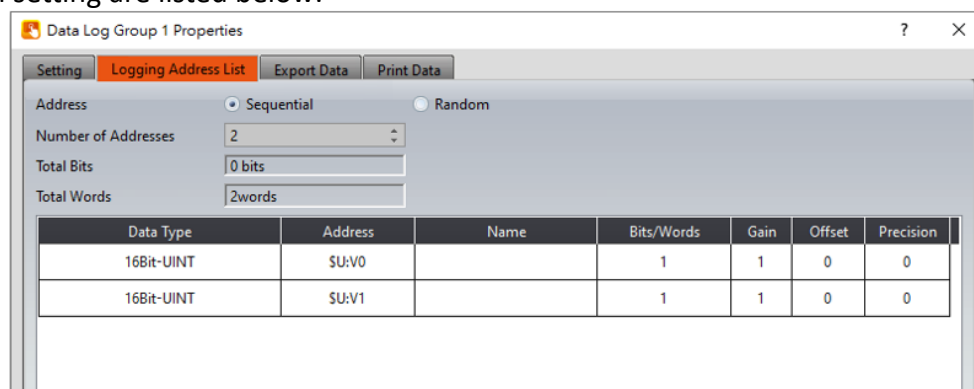 setting are listed below:
Data Log Group 1 Properties ? ×
Setting Logging Address List Export Data Print Data
Address Sequential Random
Number of Addresses 2
Total Bits 0 bits
Total Words 2words
Data Type Address Name Bits/Words Gain Offset Precision
16Bit-UINT $U:V0 1 1 0 0
16Bit-UINT $U:V1 1 1 0 0